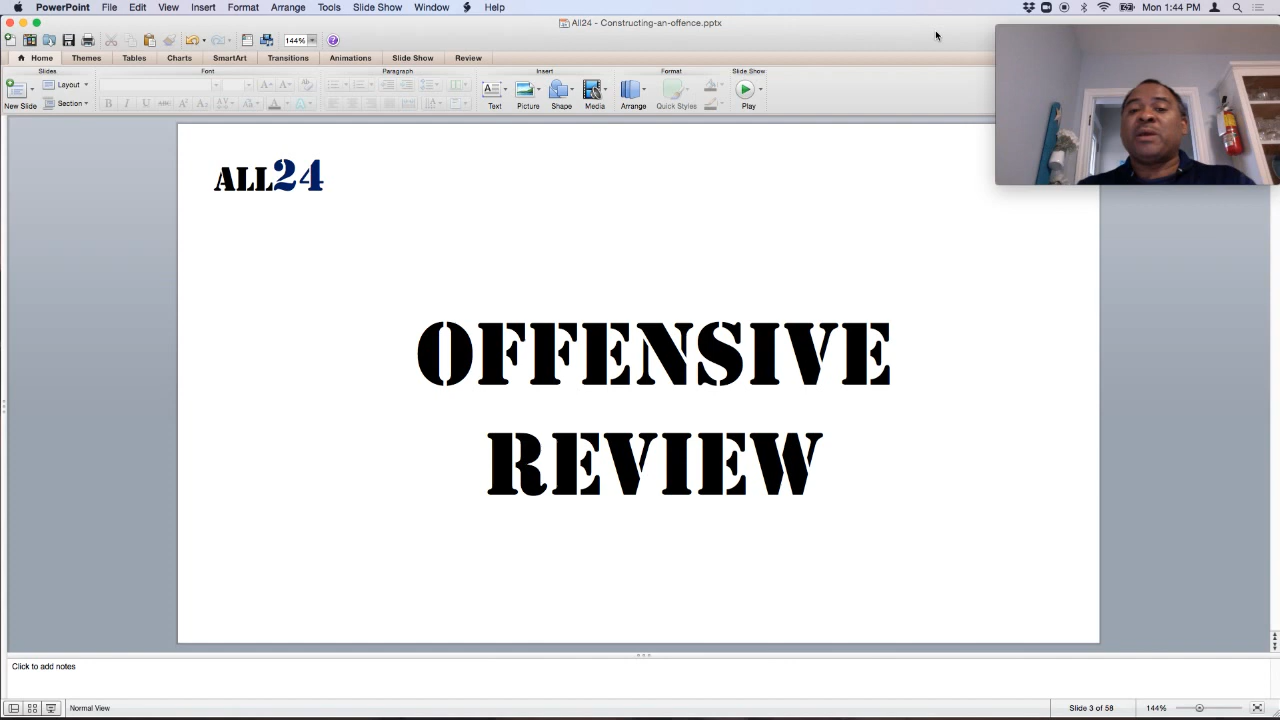 PowerPoint File Edit View Insert Format Arrange Tools Slide Show Window Help Mon 1:44 PM
All24 - Constructing-an-offence.pptx
144%
Home Themes Tables Charts SmartArt Transitions Animations Slide Show Review
Slides Font Paragraph Insert Format Slide Show
Layout
Section
New Slide Text Picture Shape Media Arrange Quick Styles Play
ALL24
OFFENSIVE
REVIEW
Click to add notes
Normal View Slide 3 of 58 144%